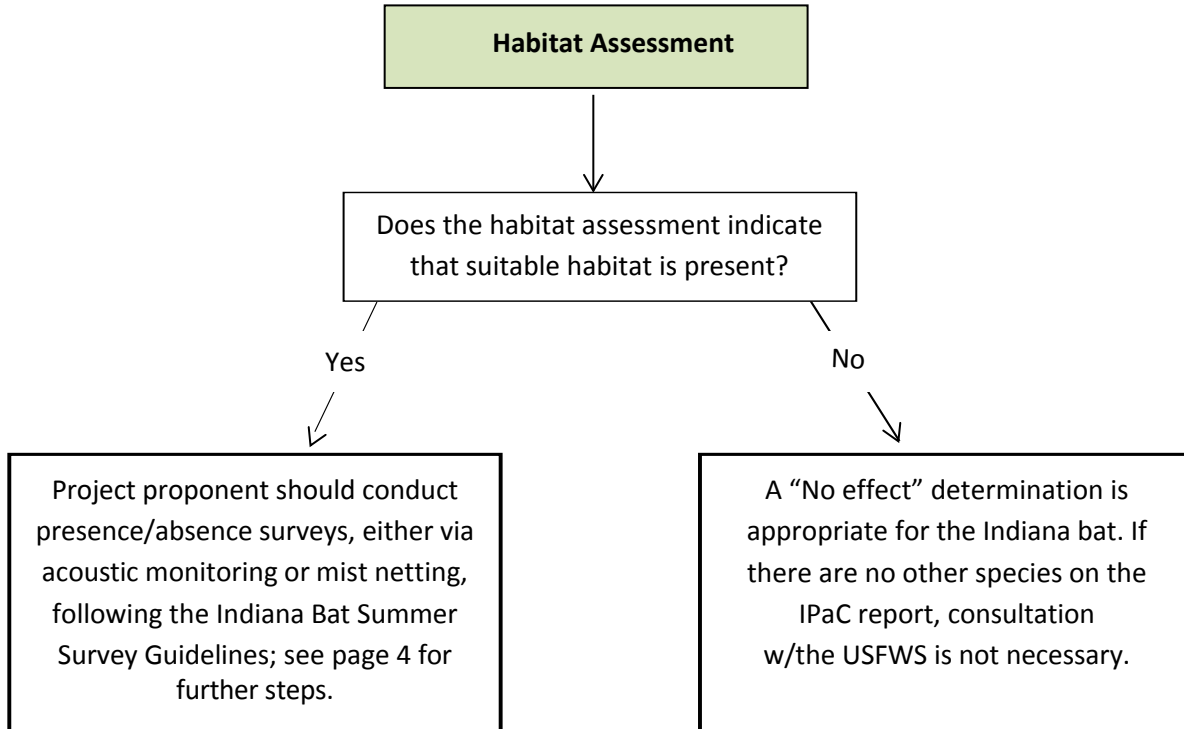 Habitat Assessment
Does the habitat assessment indicate
that suitable habitat is present?
Yes
No
Project proponent should conduct
presence/absence surveys, either via
acoustic monitoring or mist netting,
following the Indiana Bat Summer
Survey Guidelines; see page 4 for
further steps.
A “No effect” determination is
appropriate for the Indiana bat. If
there are no other species on the
IPaC report, consultation
w/the USFWS is not necessary.